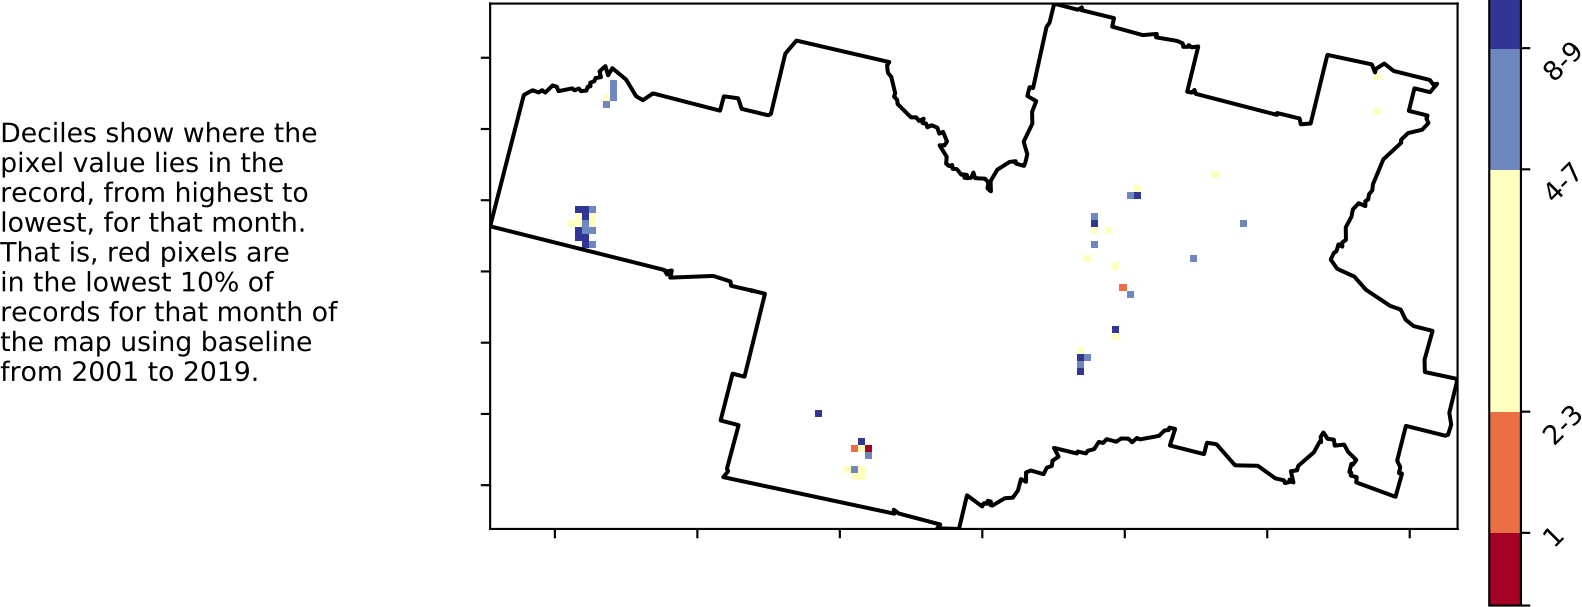 Deciles show where the
pixel value lies in the
record, from highest to
lowest, for that month.
That is, red pixels are
in the lowest 10% of
records for that month of
the map using baseline
from 2001 to 2019.
8-9
4-7
2-3
1